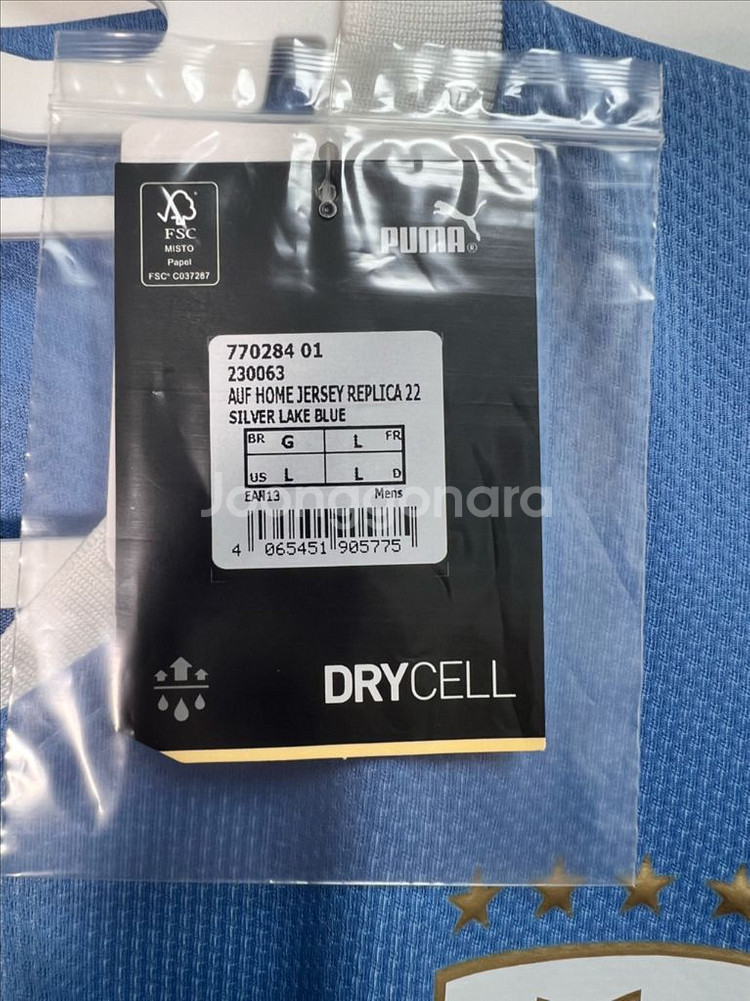 FSC
MISTO
Papel
FSC® C037287
PUMA®
770284 01
230063
AUF HOME JERSEY REPLICA 22
SILVER LAKE BLUE
BR G L FR
US L L D
EAN13 Mens
Joonggonara
4 065451 905775
DRYCELL